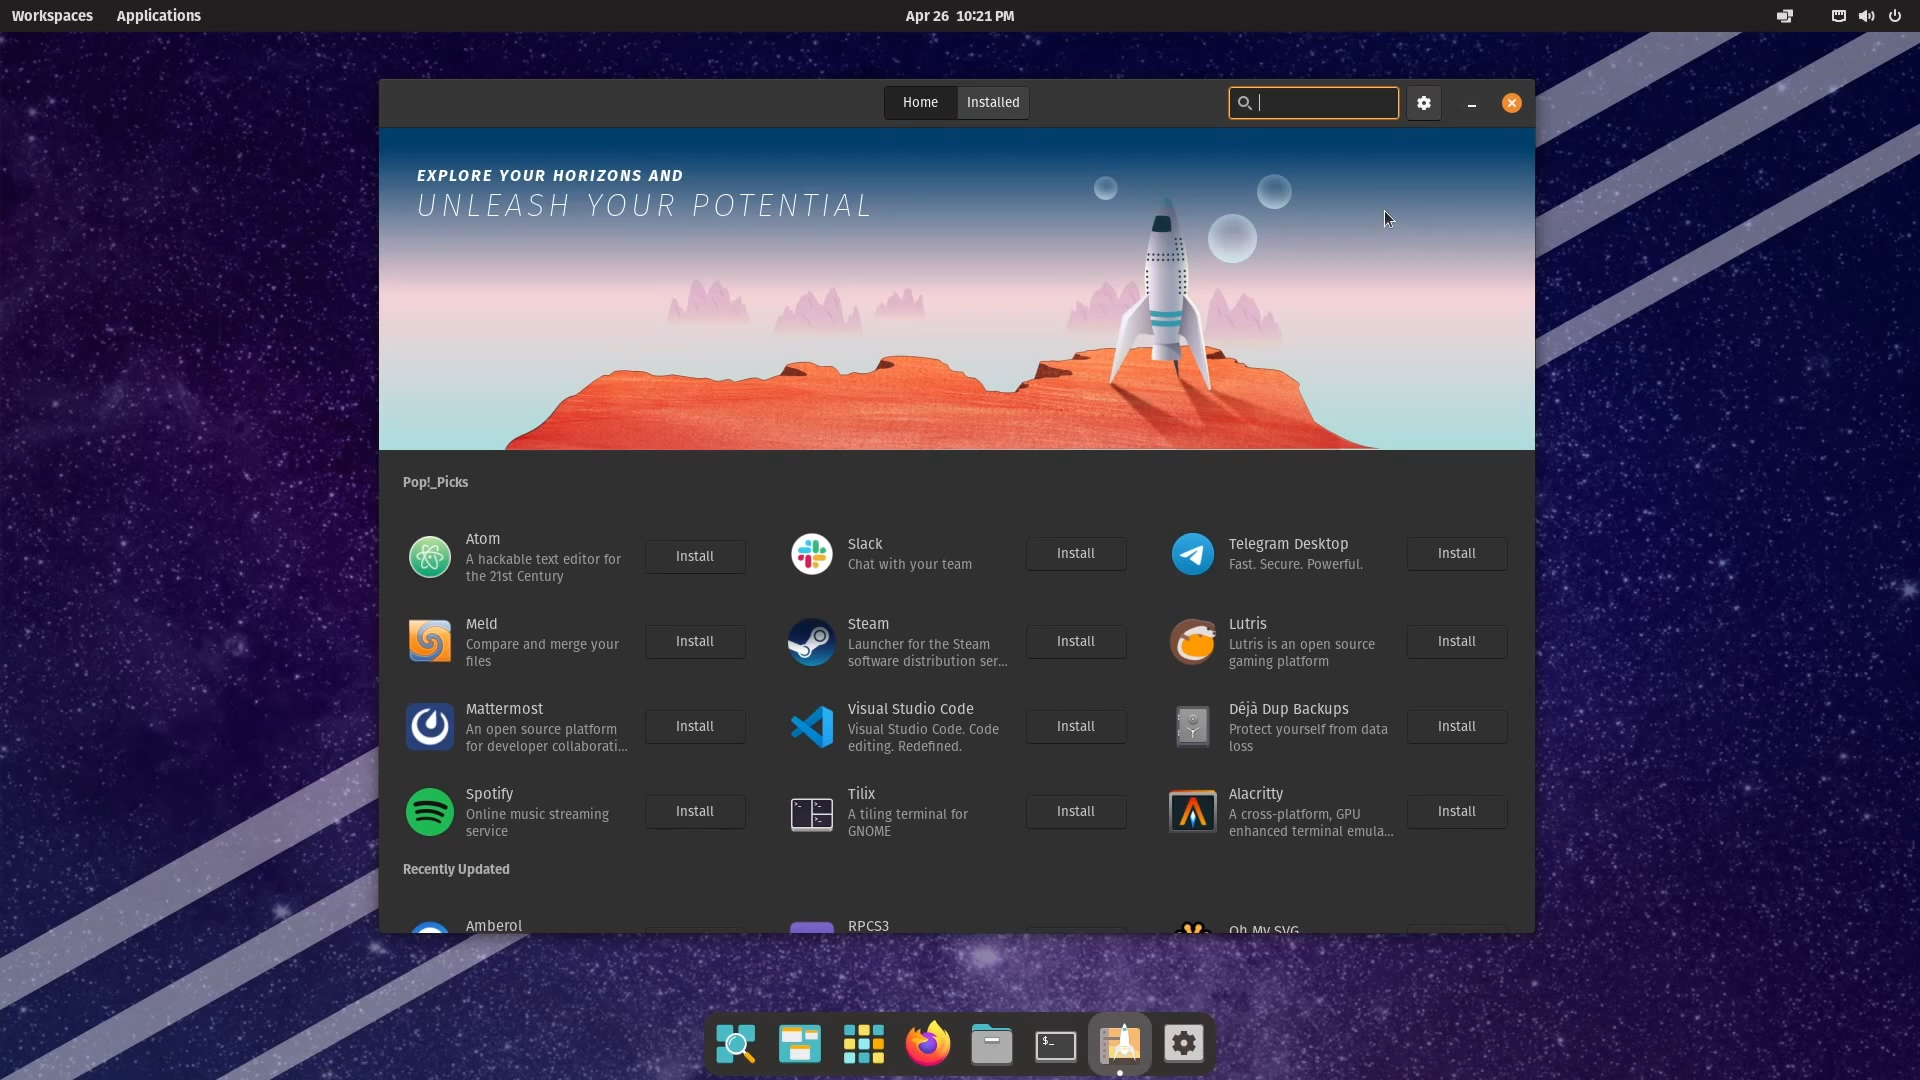 Workspaces Applications Apr 26 10:21 PM
Home Installed
EXPLORE YOUR HORIZONS AND
UNLEASH YOUR POTENTIAL
Pop!_Picks
Atom
A hackable text editor for
the 21st Century
Install
Slack
Chat with your team
Install
Telegram Desktop
Fast. Secure. Powerful.
Install
Meld
Compare and merge your
files
Install
Steam
Launcher for the Steam
software distribution ser...
Install
Lutris
Lutris is an open source
gaming platform
Install
Mattermost
An open source platform
for developer collaborati...
Install
Visual Studio Code
Visual Studio Code. Code
editing. Redefined.
Install
Déjà Dup Backups
Protect yourself from data
loss
Install
Spotify
Online music streaming
service
Install
Tilix
A tiling terminal for
GNOME
Install
Alacritty
A cross-platform, GPU
enhanced terminal emula...
Install
Recently Updated
Amberol
RPCS3
Oh My SVG
$_